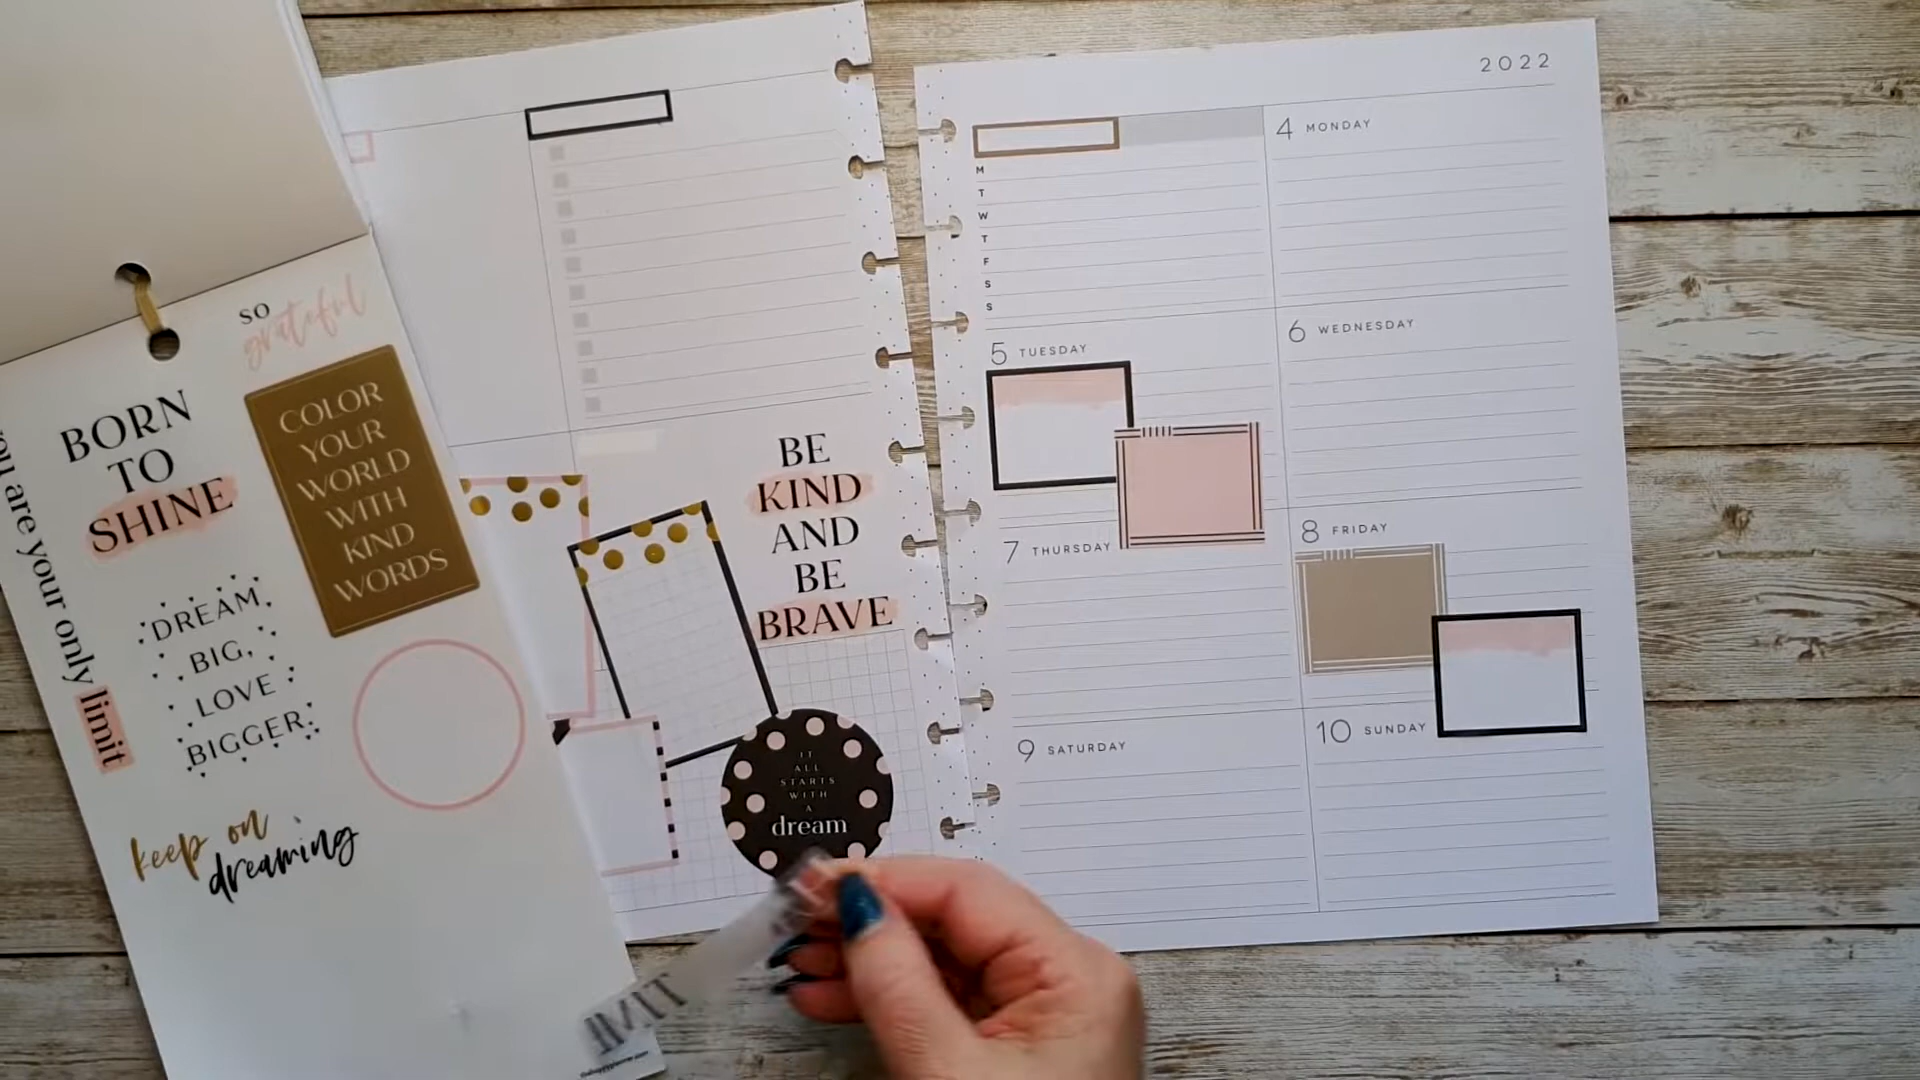 SO
grateful
BORN
TO
SHINE
COLOR
YOUR
WORLD
WITH
KIND
WORDS
you are your only limit
DREAM
BIG,
LOVE
BIGGER
keep on
dreaming
BE
KIND
AND
BE
BRAVE
IT
ALL
STARTS
WITH
A
dream
2022
M
T
W
T
F
S
S
4 MONDAY
5 TUESDAY
6 WEDNESDAY
7 THURSDAY
8 FRIDAY
9 SATURDAY
10 SUNDAY